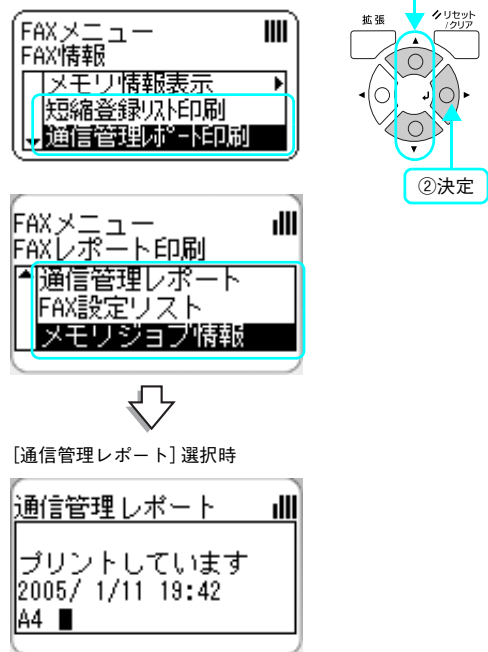 FAXメニュー
FAX情報
メモリ情報表示
短縮登録リスト印刷
通信管理レポート印刷
拡張
リセット
/クリア
②決定
FAXメニュー
FAXレポート印刷
通信管理レポート
FAX設定リスト
メモリジョブ情報
[通信管理レポート]選択時
通信管理レポート
プリントしています
2005/ 1/11 19:42
A4